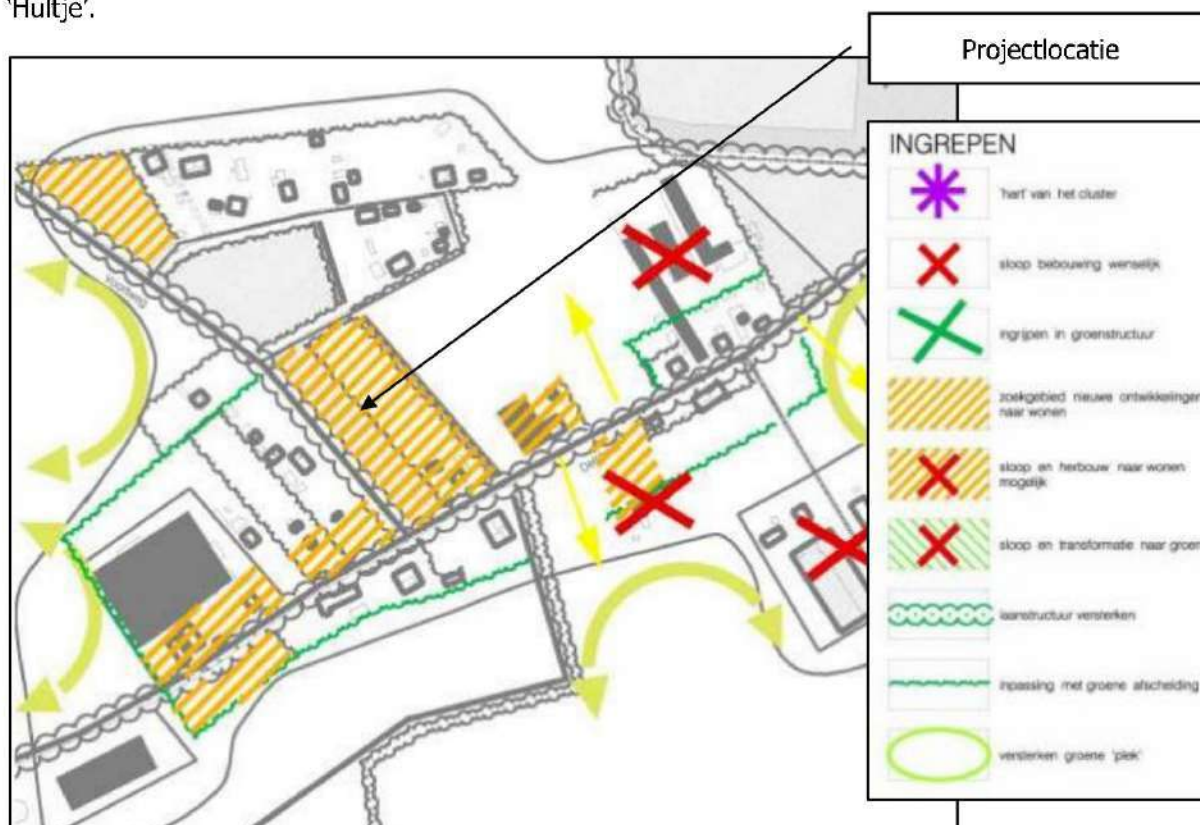 'Hultje'.
Projectlocatie
INGREPEN
'hart' van het cluster
sloop bebouwing wenselijk
ingrijpen in groenstructuur
zoekgebied nieuwe ontwikkelingen
naar wonen
sloop en herbouw naar wonen
mogelijk
sloop en transformatie naar groen
laanstructuur versterken
inpassing met groene afscheiding
versterken groene 'plek'